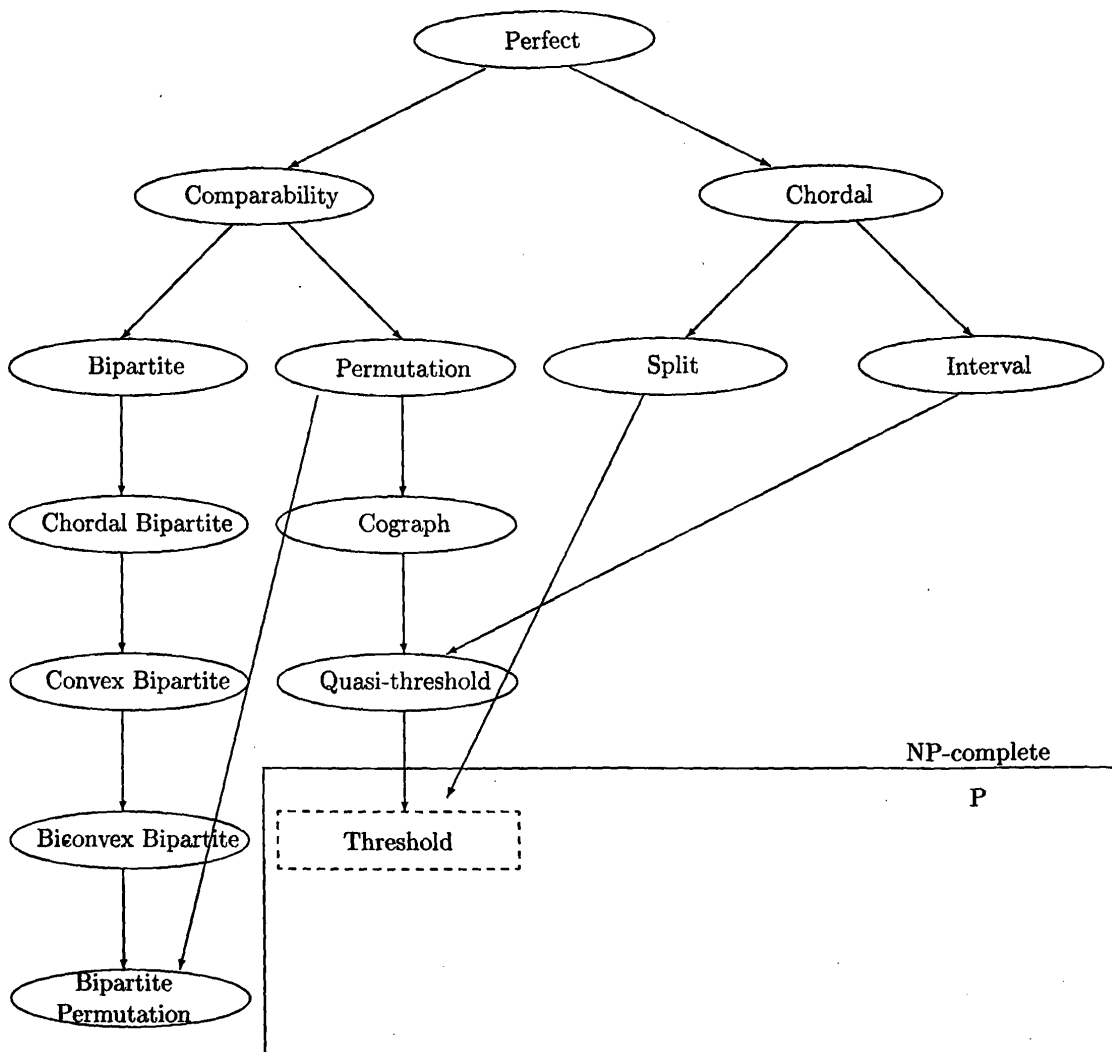 Perfect
Comparability
Chordal
Bipartite
Permutation
Split
Interval
Chordal Bipartite
Cograph
Convex Bipartite
Quasi-threshold
NP-complete
P
Biconvex Bipartite
Threshold
Bipartite
Permutation